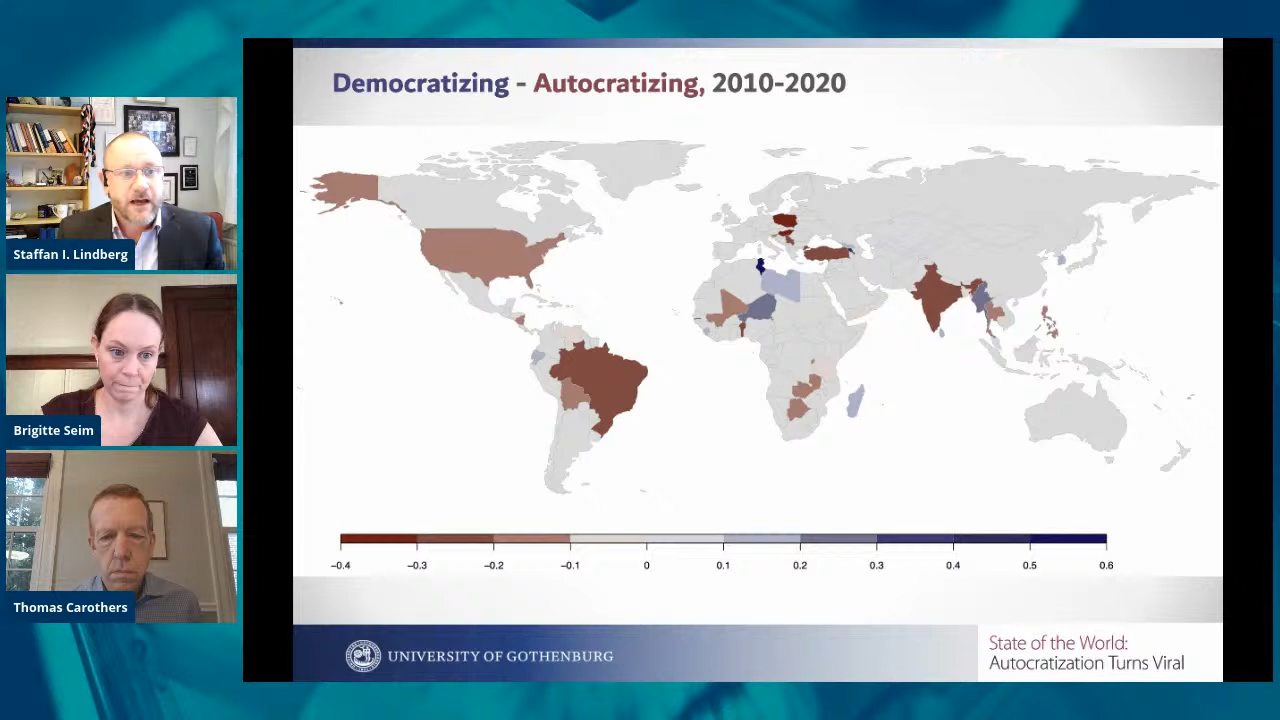 Democratizing - Autocratizing, 2010-2020
Staffan I. Lindberg
Brigitte Seim
Thomas Carothers
−0.4 −0.3 −0.2 −0.1 0 0.1 0.2 0.3 0.4 0.5 0.6
UNIVERSITY OF GOTHENBURG
State of the World:
Autocratization Turns Viral